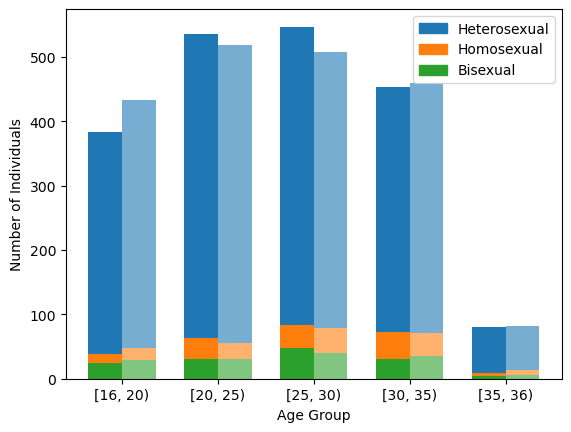 Heterosexual
Homosexual
Bisexual
Number of Individuals
500
400
300
200
100
0
[16, 20)
[20, 25)
[25, 30)
[30, 35)
[35, 36)
Age Group